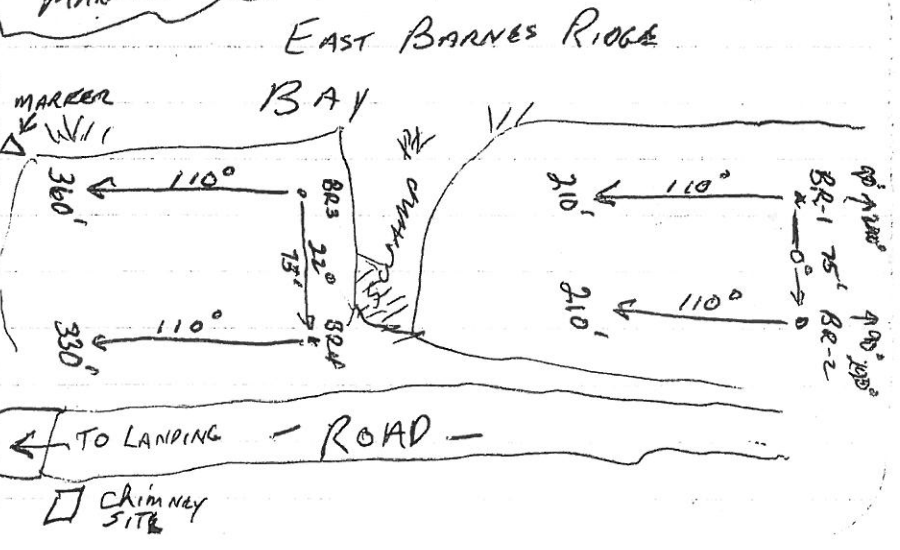 EAST BARNES RIDGE
BAY
MARKER
SWAMP
360'
110°
BR3
22°
75'
BR4
330'
110°
210'
110°
BR-1
75'
0°
BR-2
210'
110°
90°
TO LANDING
- ROAD -
Chimney
SITE